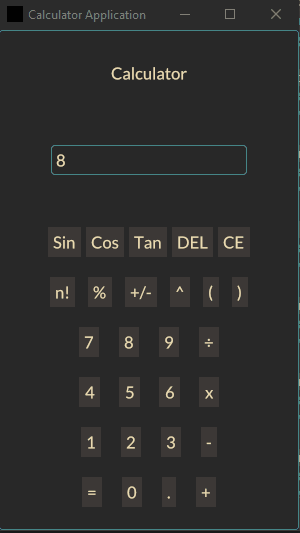 Calculator Application
Calculator
8
Sin Cos Tan DEL CE
n! % +/- ^ ( )
7 8 9 ÷
4 5 6 x
1 2 3 -
= 0 . +